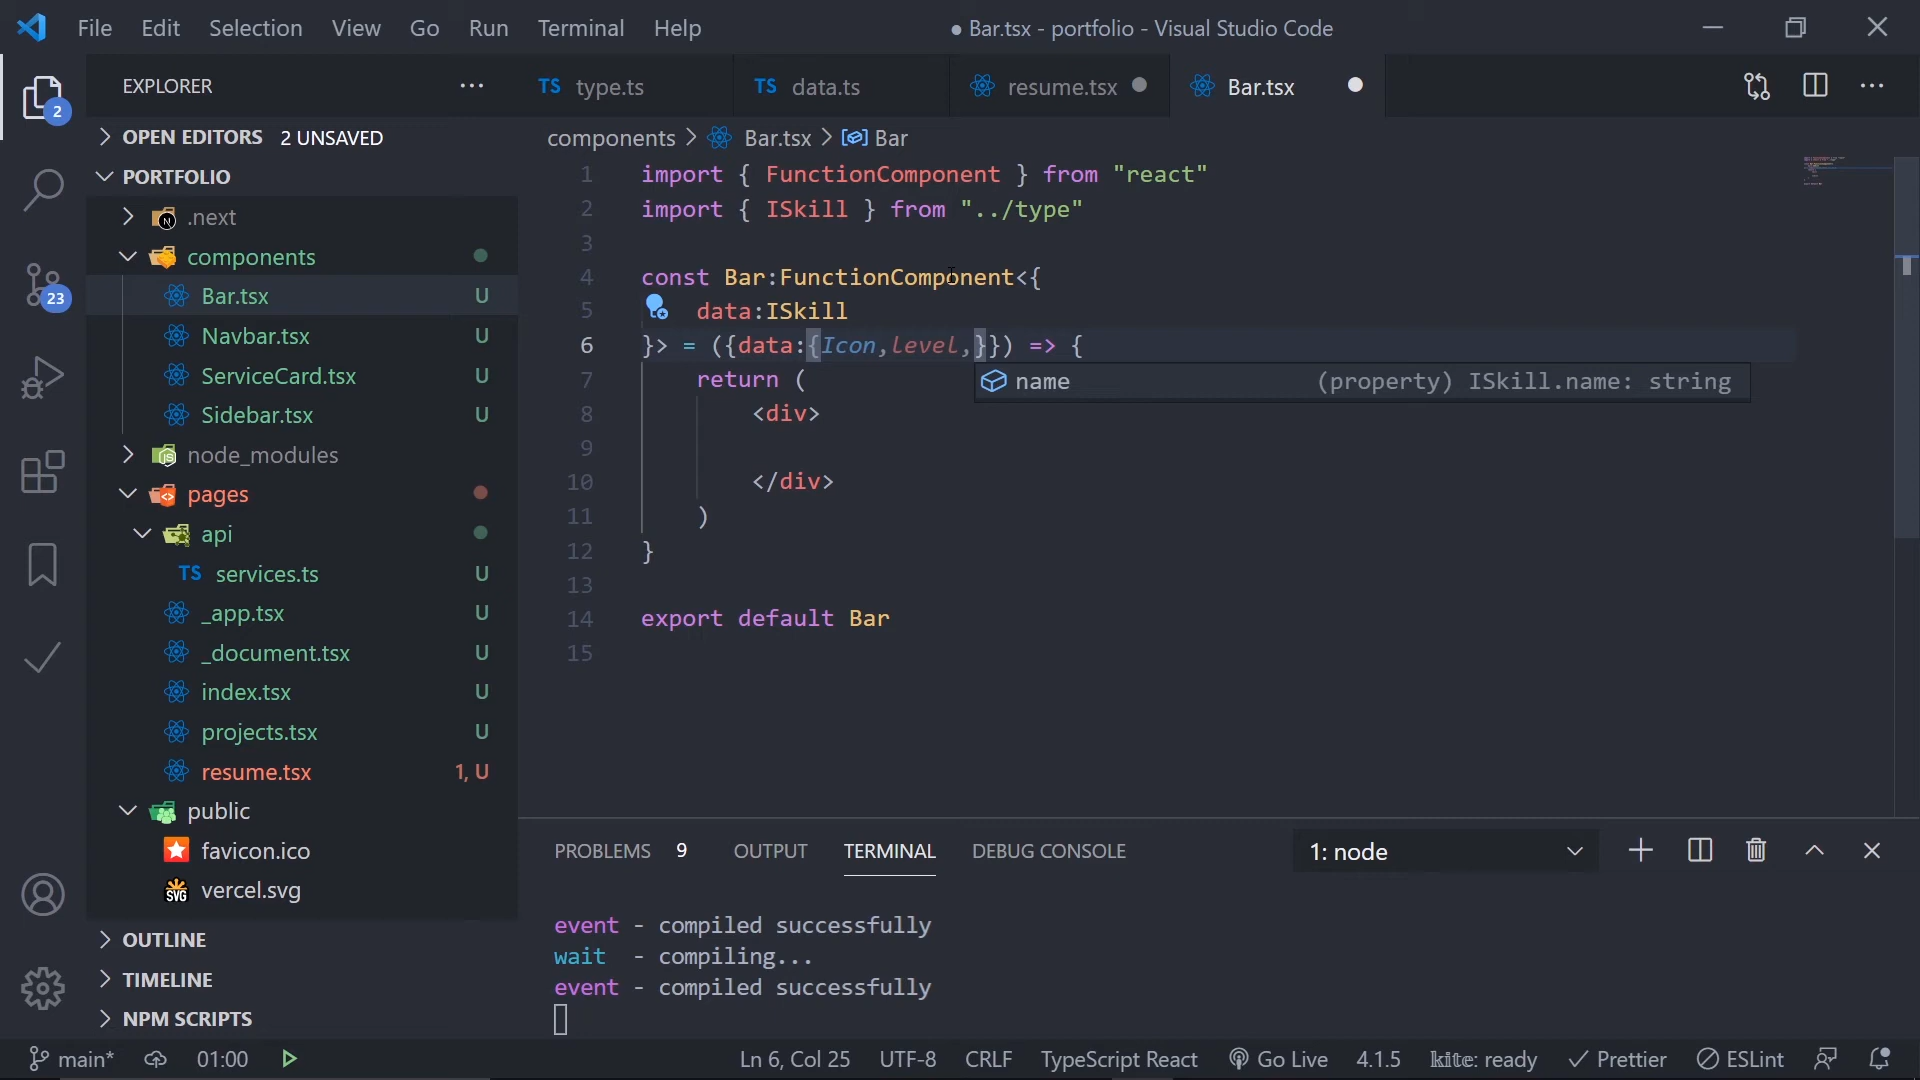 File Edit Selection View Go Run Terminal Help
● Bar.tsx - portfolio - Visual Studio Code
2
23
EXPLORER ...
OPEN EDITORS 2 UNSAVED
PORTFOLIO
.next
components
Bar.tsx U
Navbar.tsx U
ServiceCard.tsx U
Sidebar.tsx U
node_modules
pages
api
TS services.ts U
_app.tsx U
_document.tsx U
index.tsx U
projects.tsx U
resume.tsx 1, U
public
favicon.ico
SVG vercel.svg
OUTLINE
TIMELINE
NPM SCRIPTS
TS type.ts TS data.ts resume.tsx Bar.tsx
components > Bar.tsx > Bar
1 import { FunctionComponent } from "react"
2 import { ISkill } from "../type"
3
4 const Bar:FunctionComponent<{
5 data:ISkill
6 }> = ({data:{Icon,level,}}) => {
name (property) ISkill.name: string
7 return (
8 <div>
9
10 </div>
11 )
12 }
13
14 export default Bar
15
PROBLEMS 9 OUTPUT TERMINAL DEBUG CONSOLE 1: node
event - compiled successfully
wait - compiling...
event - compiled successfully
main* 01:00 Ln 6, Col 25 UTF-8 CRLF TypeScript React Go Live 4.1.5 kite: ready Prettier ESLint